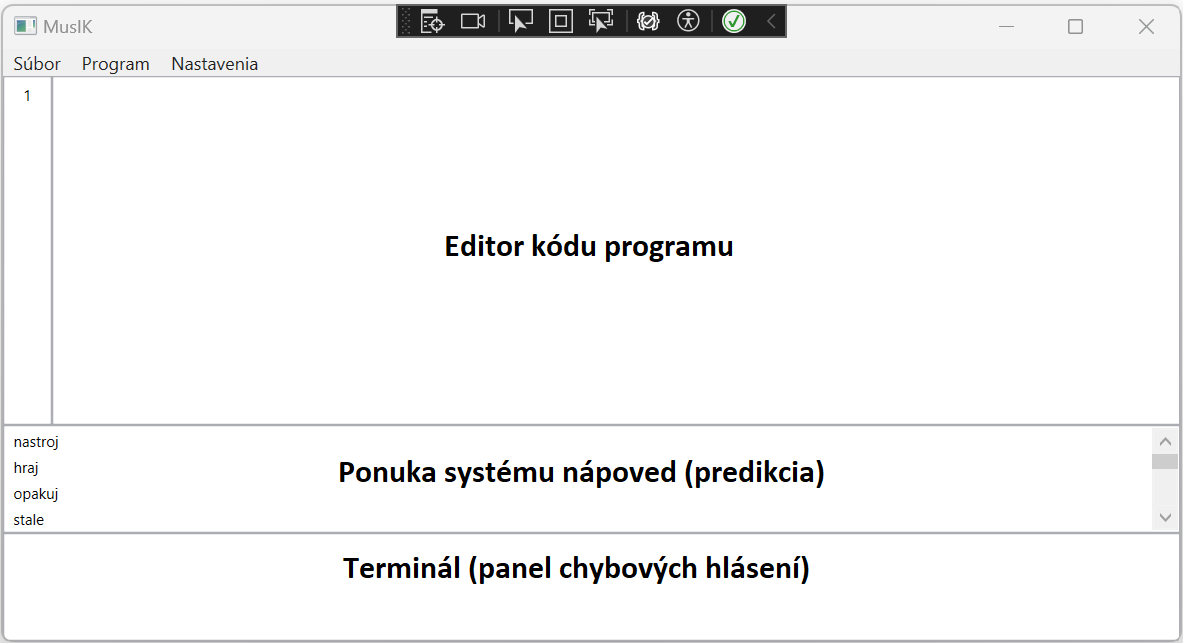 MusIK
Súbor Program Nastavenia
1
Editor kódu programu
nastroj
hraj
Ponuka systému nápoved (predikcia)
opakuj
stale
Terminál (panel chybových hlásení)